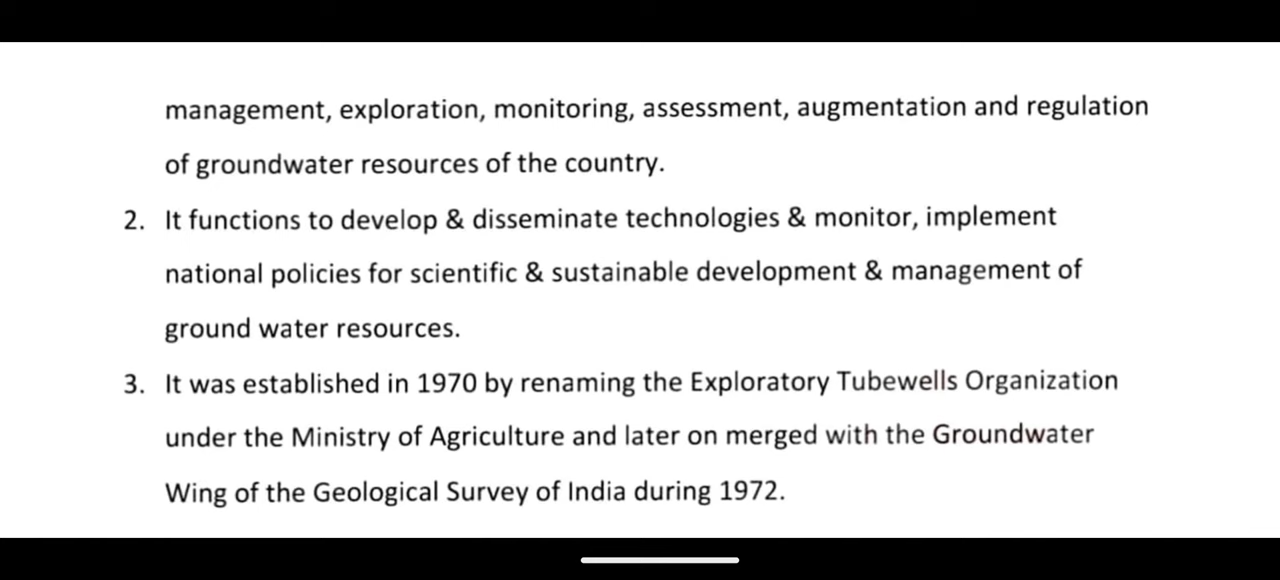 management, exploration, monitoring, assessment, augmentation and regulation
of groundwater resources of the country.
2. It functions to develop & disseminate technologies & monitor, implement
national policies for scientific & sustainable development & management of
ground water resources.
3. It was established in 1970 by renaming the Exploratory Tubewells Organization
under the Ministry of Agriculture and later on merged with the Groundwater
Wing of the Geological Survey of India during 1972.